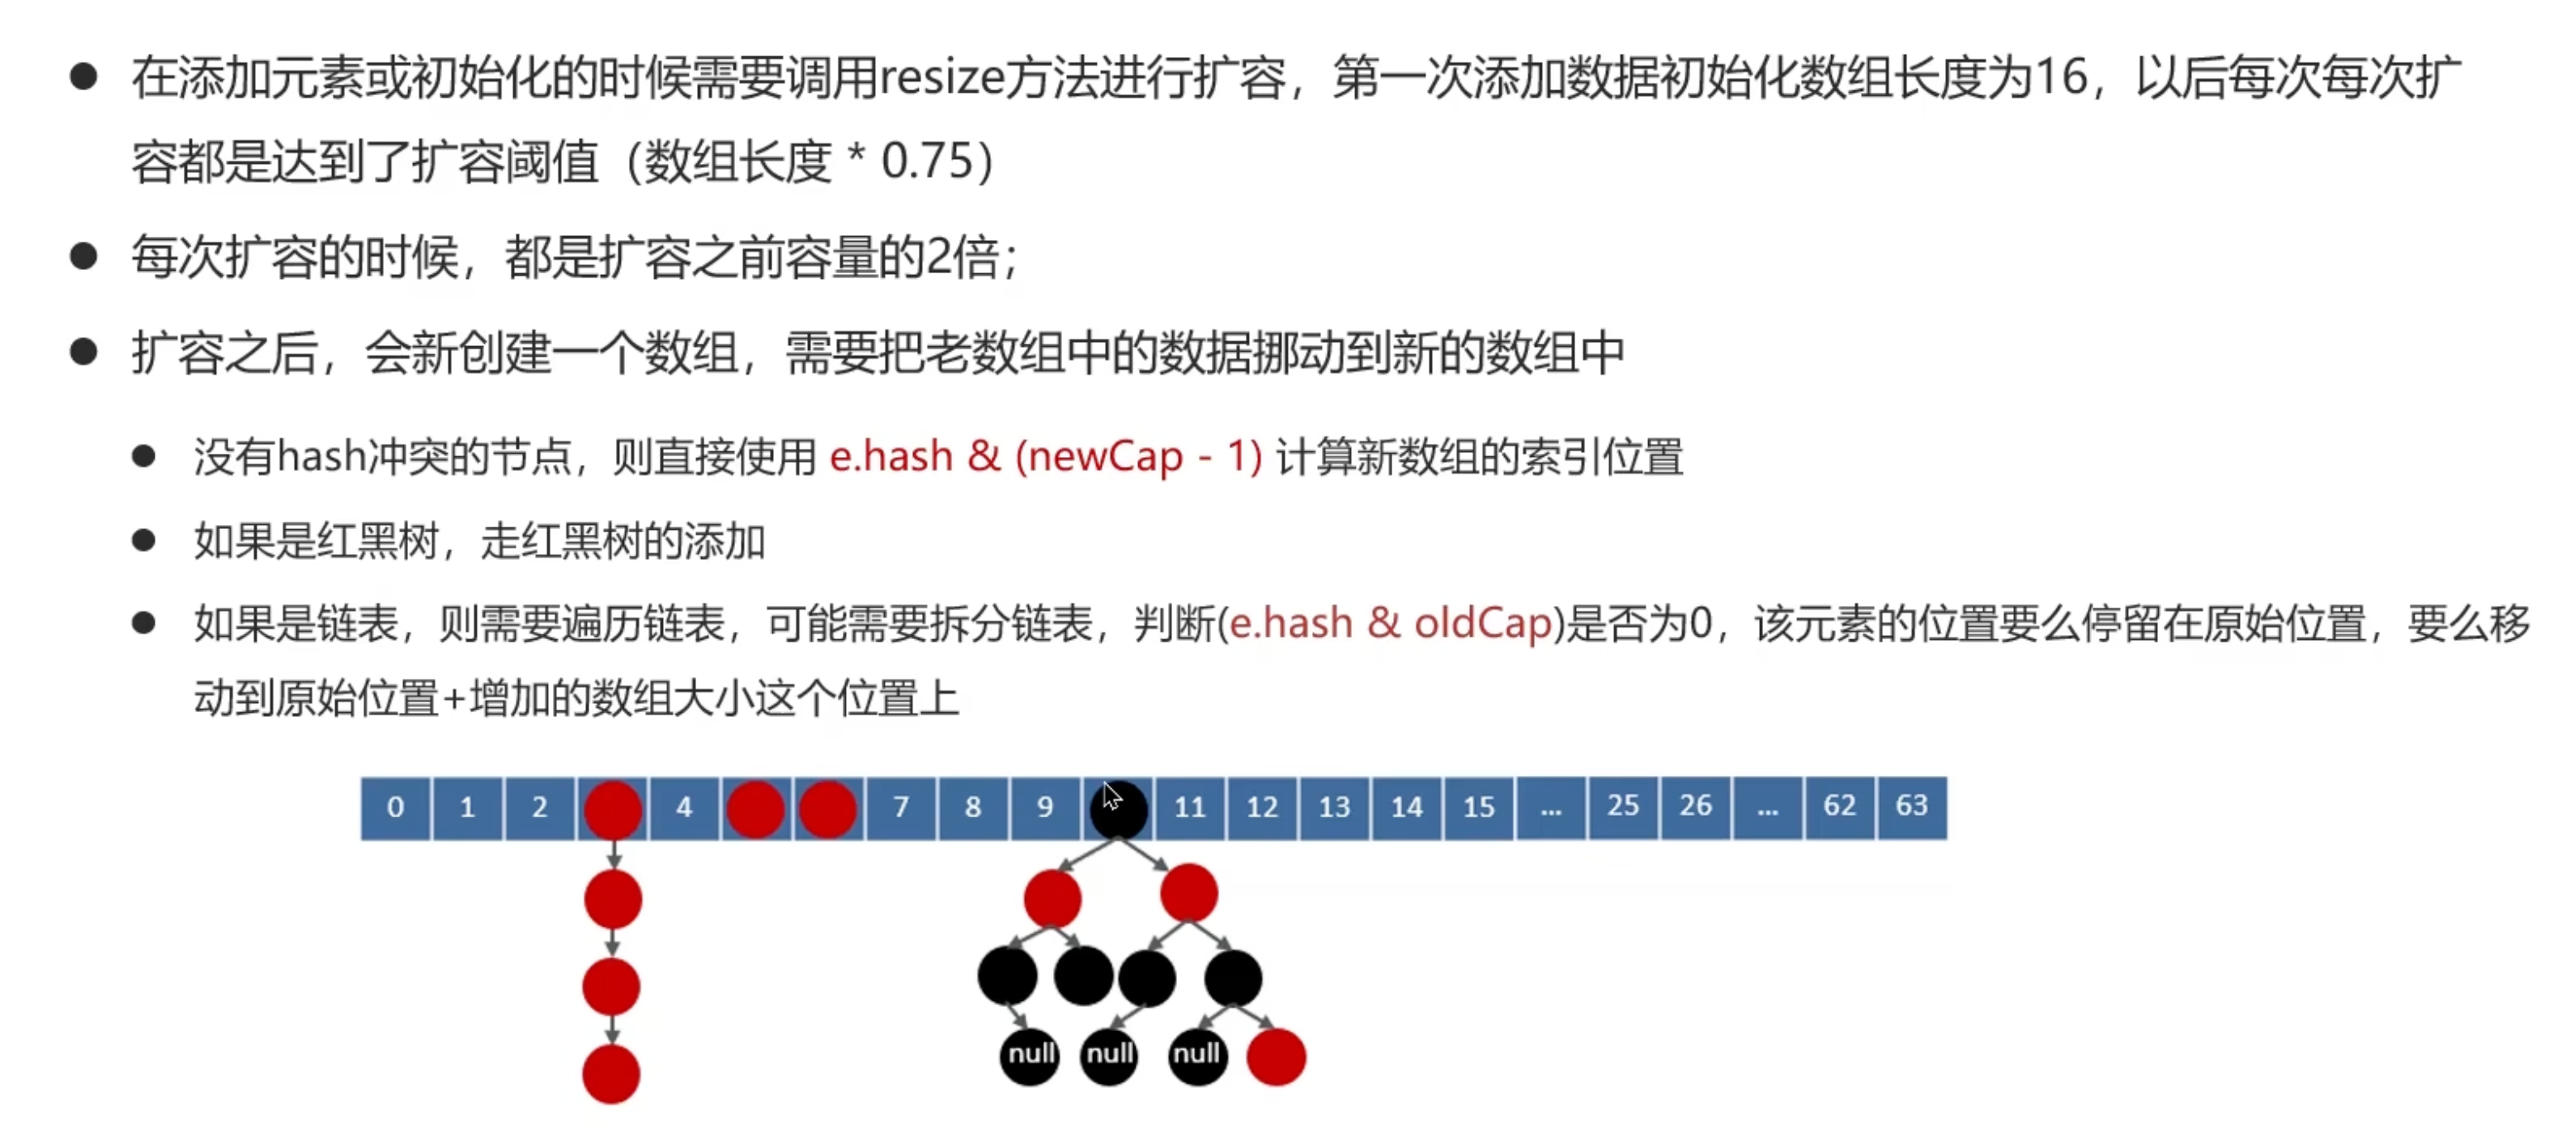 在添加元素或初始化的时候需要调用resize方法进行扩容，第一次添加数据初始化数组长度为16，以后每次每次扩
容都是达到了扩容阈值（数组长度 * 0.75）
每次扩容的时候，都是扩容之前容量的2倍；
扩容之后，会新创建一个数组，需要把老数组中的数据挪动到新的数组中
没有hash冲突的节点，则直接使用 e.hash & (newCap - 1) 计算新数组的索引位置
如果是红黑树，走红黑树的添加
如果是链表，则需要遍历链表，可能需要拆分链表，判断(e.hash & oldCap)是否为0，该元素的位置要么停留在原始位置，要么移
动到原始位置+增加的数组大小这个位置上
0 1 2 4 7 8 9 11 12 13 14 15 ... 25 26 ... 62 63
null null null